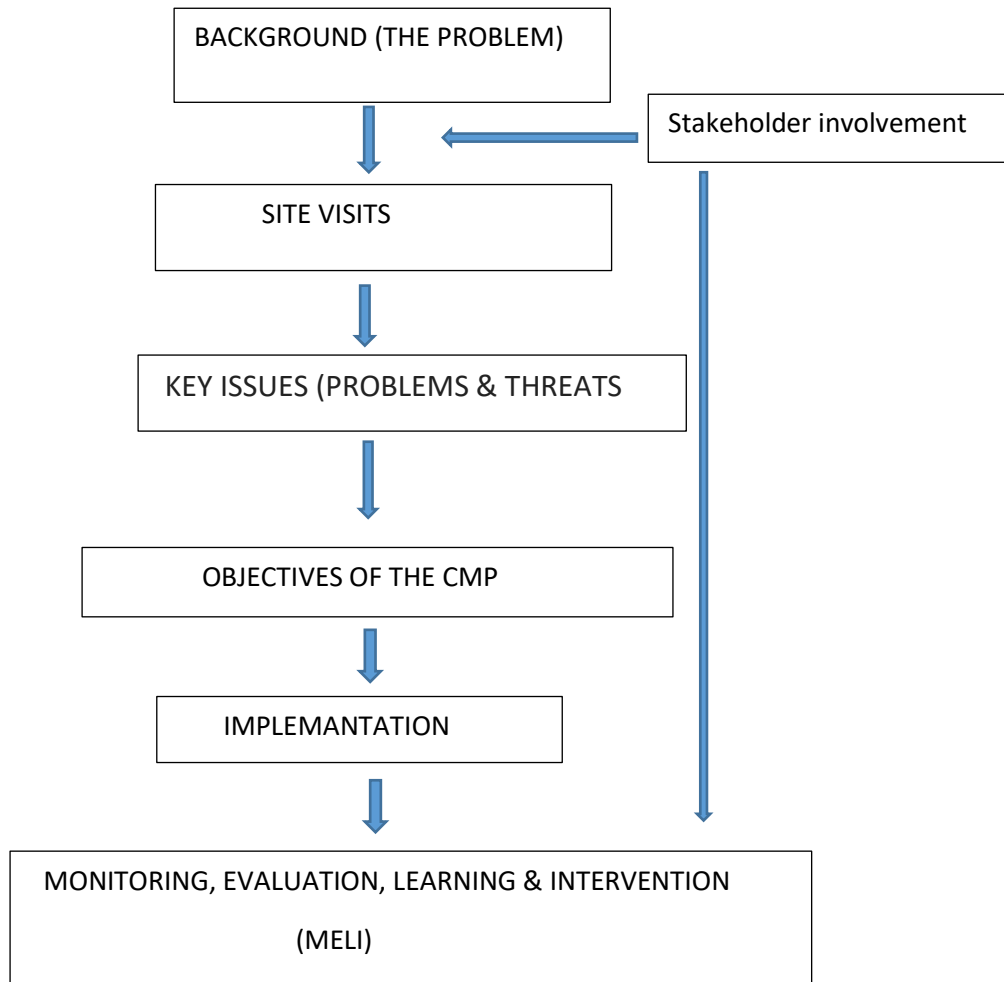 BACKGROUND (THE PROBLEM)
Stakeholder involvement
SITE VISITS
KEY ISSUES (PROBLEMS & THREATS
OBJECTIVES OF THE CMP
IMPLEMANTATION
MONITORING, EVALUATION, LEARNING & INTERVENTION
(MELI)